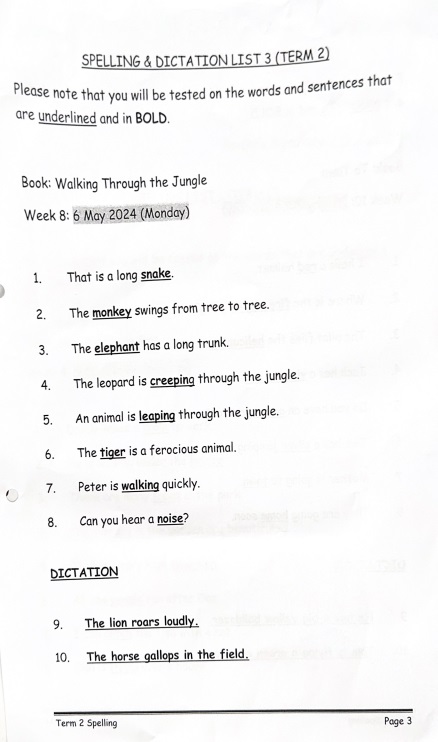 SPELLING & DICTATION LIST 3 (TERM 2)
Please note that you will be tested on the words and sentences that
are underlined and in BOLD.
Book: Walking Through the Jungle
Week 8: 6 May 2024 (Monday)
1. That is a long snake.
2. The monkey swings from tree to tree.
3. The elephant has a long trunk.
4. The leopard is creeping through the jungle.
5. An animal is leaping through the jungle.
6. The tiger is a ferocious animal.
7. Peter is walking quickly.
8. Can you hear a noise?
DICTATION
9. The lion roars loudly.
10. The horse gallops in the field.
Term 2 Spelling Page 3